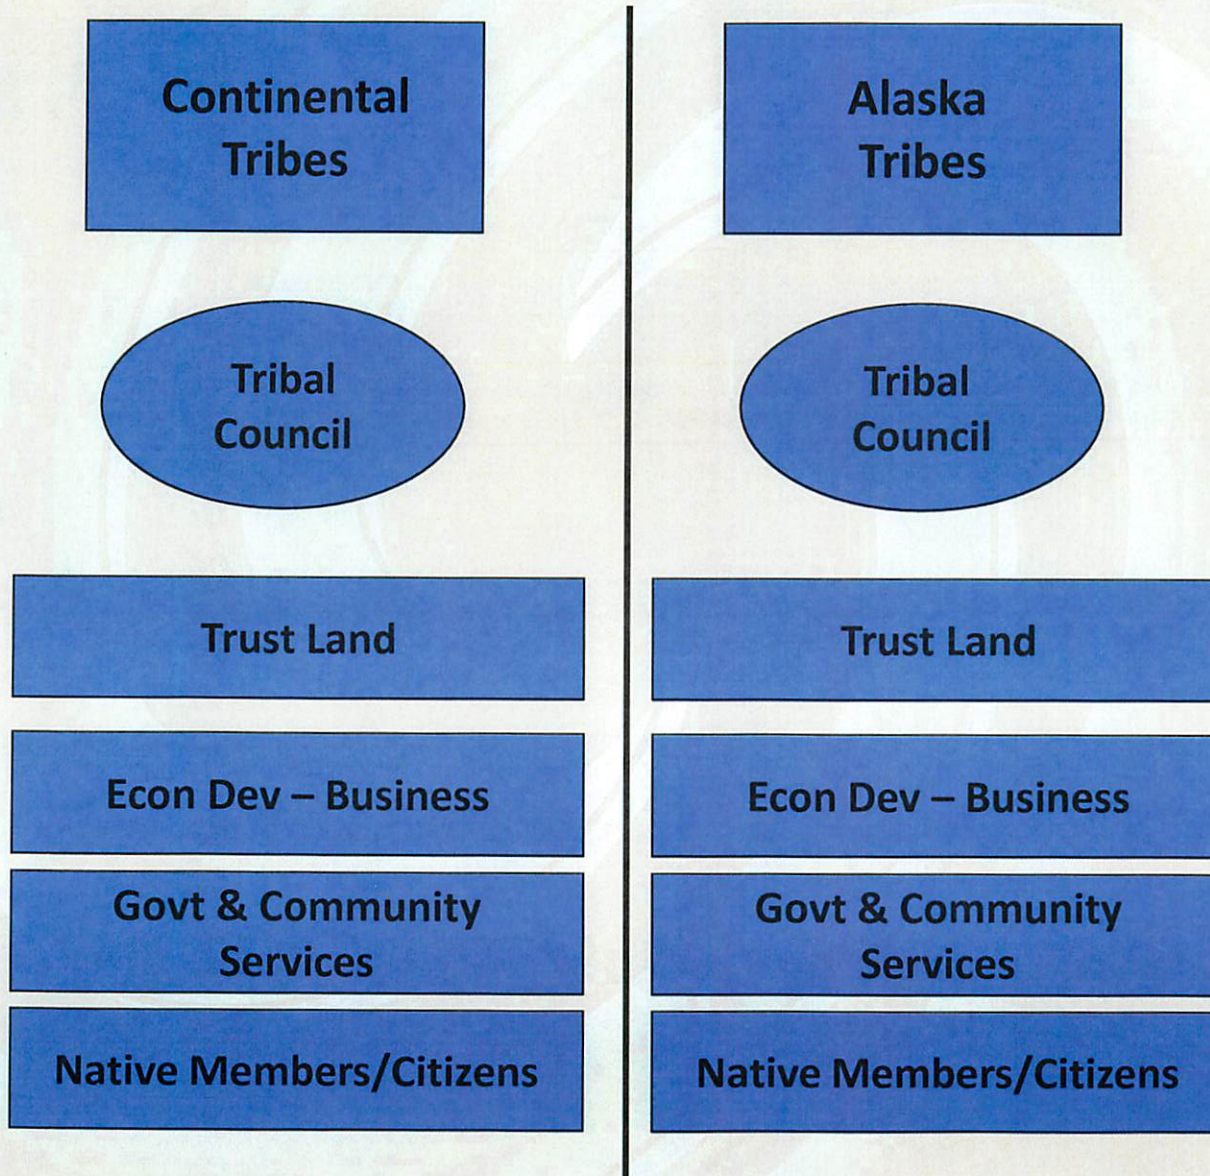 Continental
Tribes
Tribal
Council
Trust Land
Econ Dev – Business
Govt & Community
Services
Native Members/Citizens
Alaska
Tribes
Tribal
Council
Trust Land
Econ Dev – Business
Govt & Community
Services
Native Members/Citizens